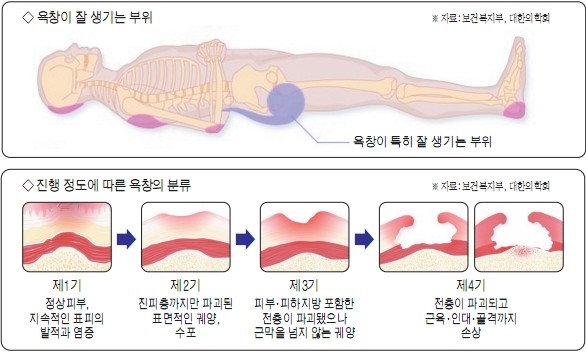 ◇ 욕창이 잘 생기는 부위
※ 자료: 보건복지부, 대한의학회
욕창이 특히 잘 생기는 부위
◇ 진행 정도에 따른 욕창의 분류
※ 자료: 보건복지부, 대한의학회
제1기
정상피부,
지속적인 표피의
발적과 염증
제2기
진피층까지만 파괴된
표면적인 궤양,
수포
제3기
피부·피하지방 포함한
전층이 파괴됐으나
근막을 넘지 않는 궤양
제4기
전층이 파괴되고
근육·인대·골격까지
손상